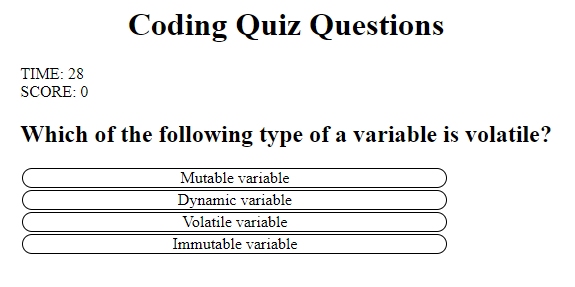 Coding Quiz Questions
TIME: 28
SCORE: 0
Which of the following type of a variable is volatile?
Mutable variable
Dynamic variable
Volatile variable
Immutable variable